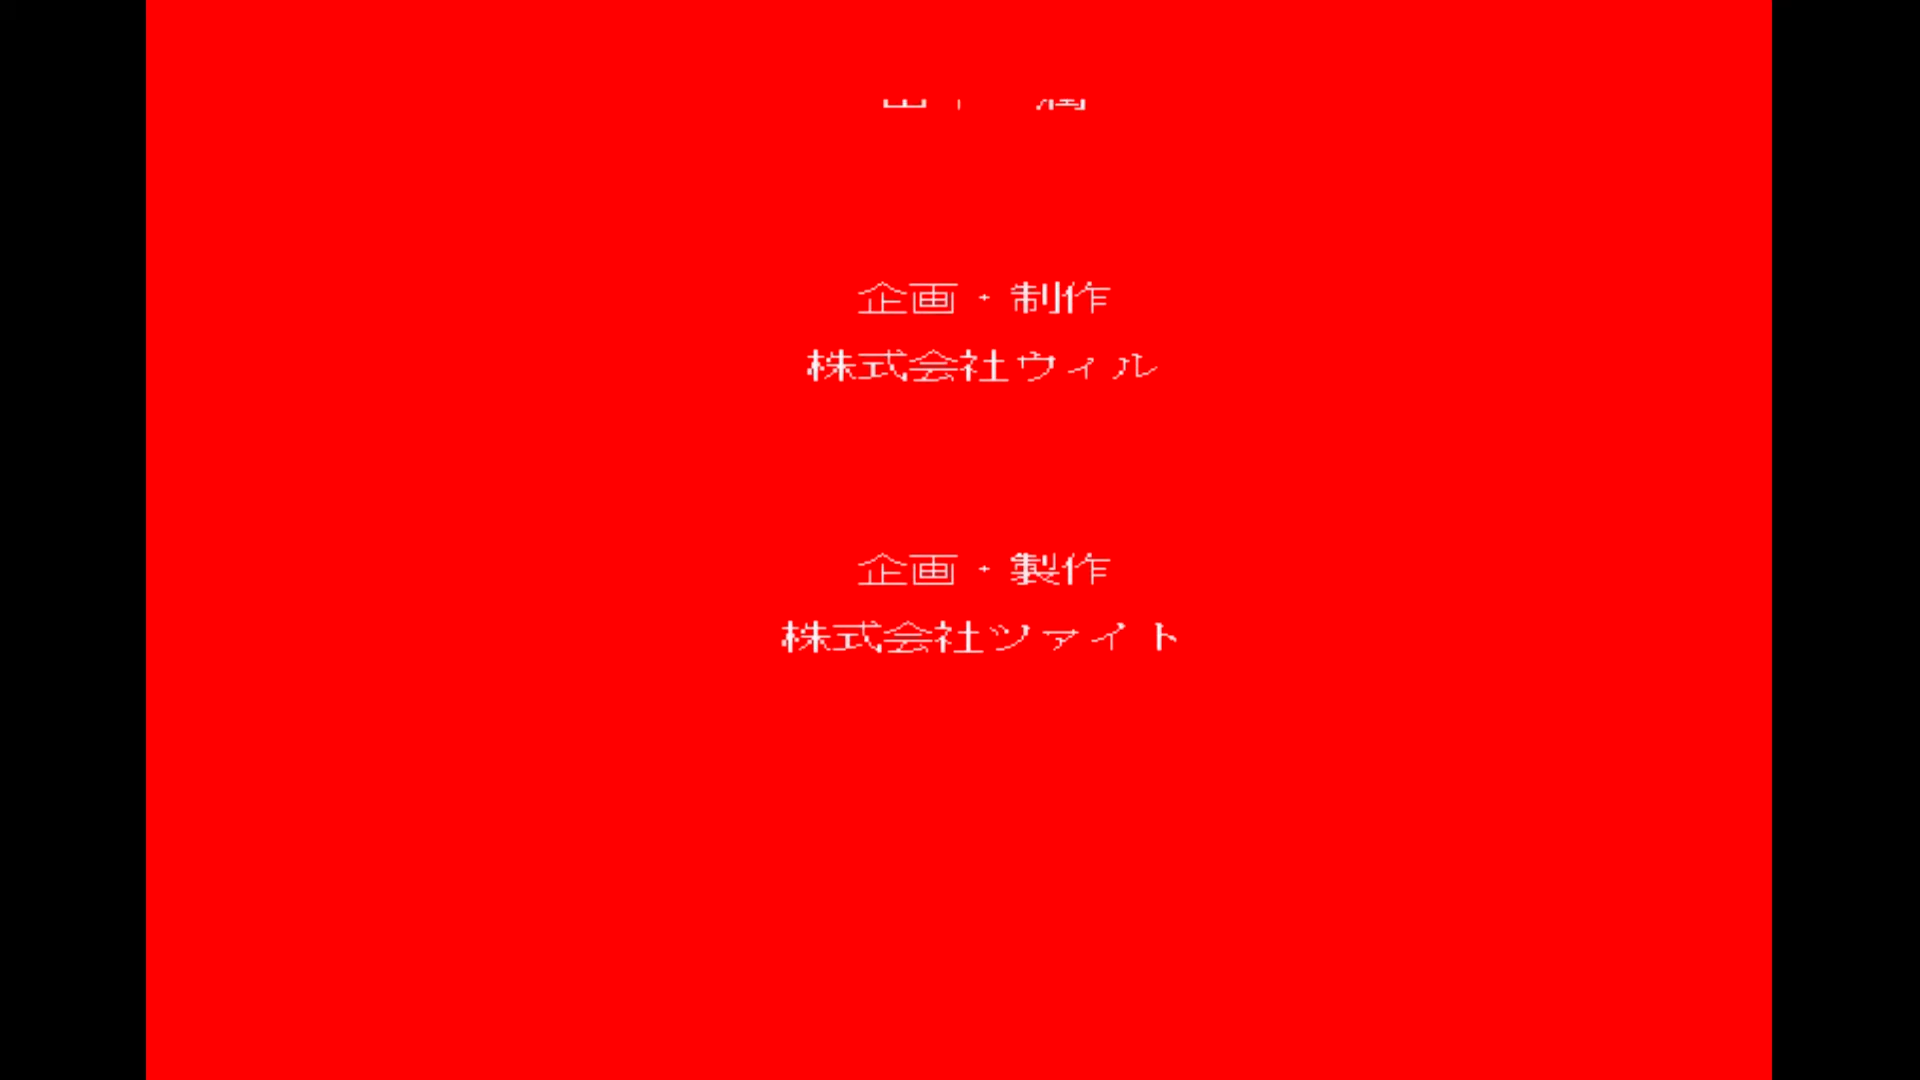 企画・制作
株式会社ウィル
企画・製作
株式会社ツァイト